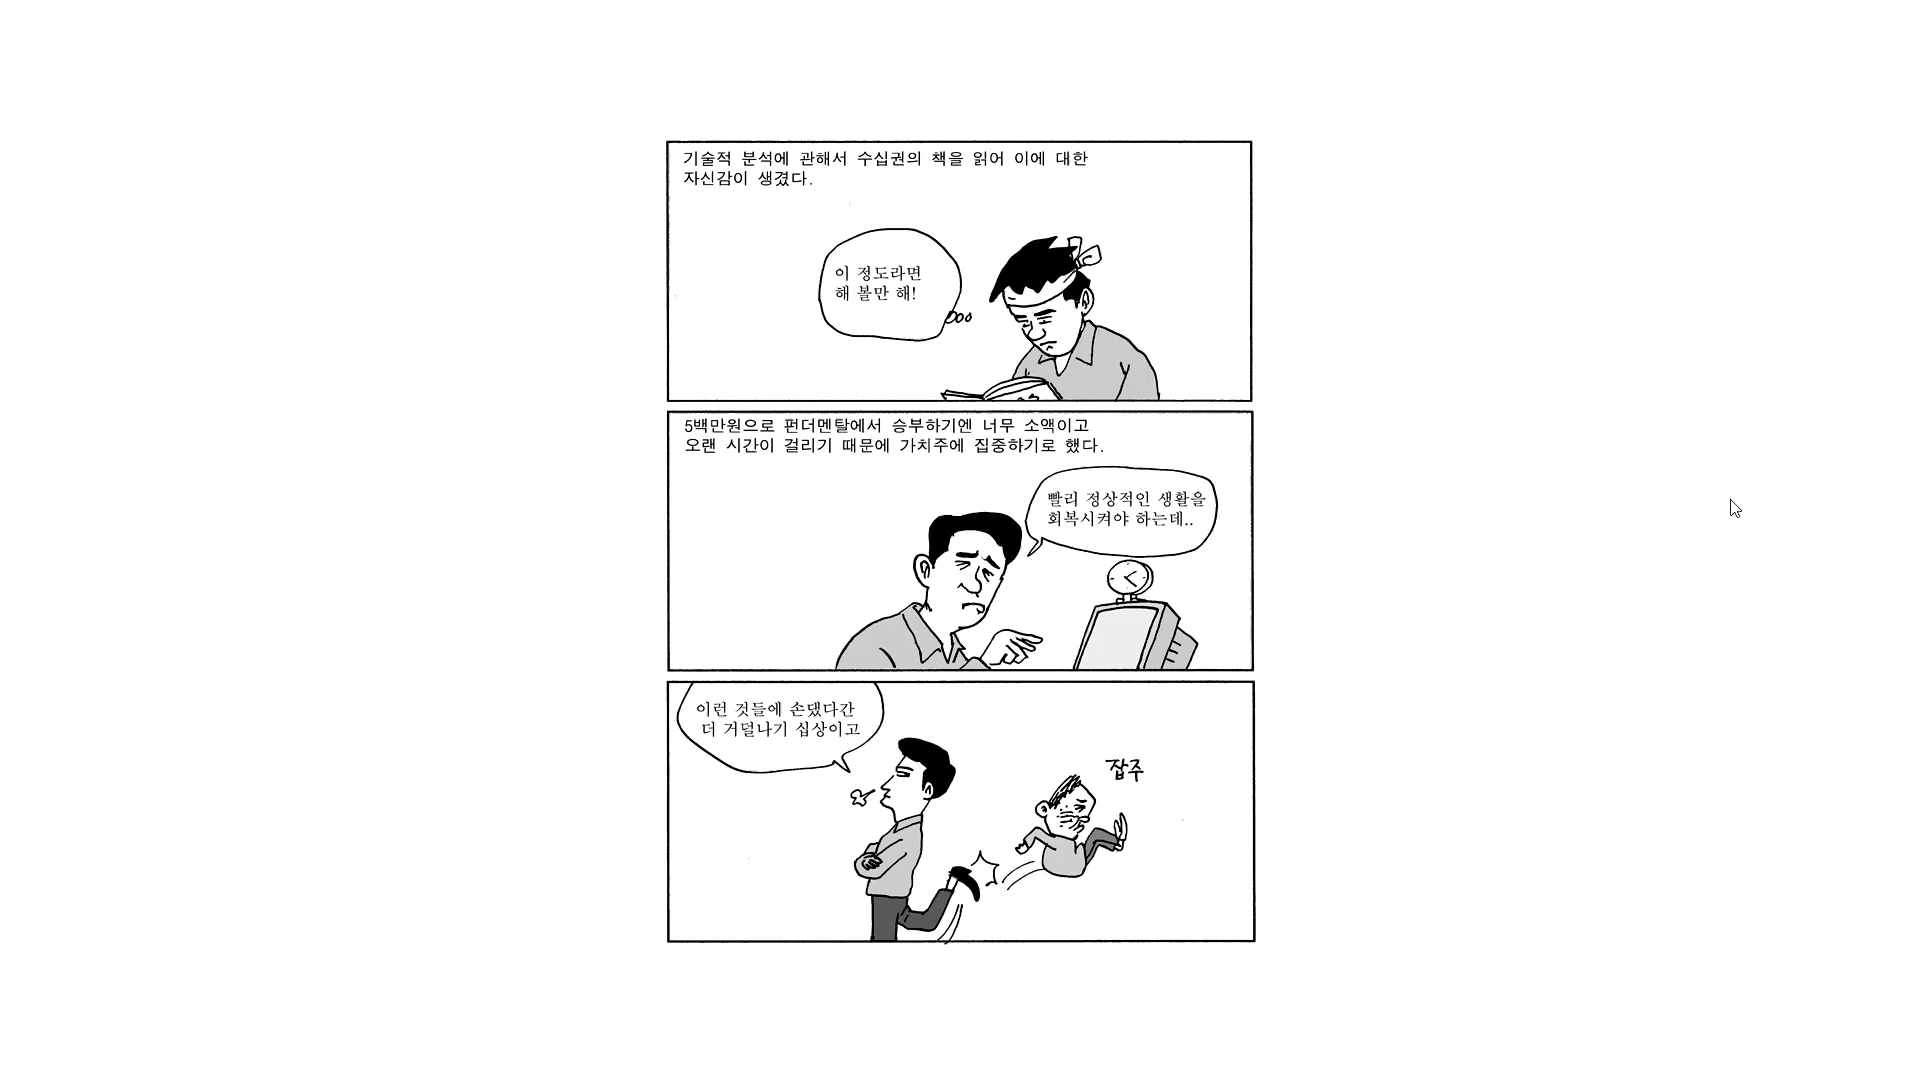 기술적 분석에 관해서 수십권의 책을 읽어 이에 대한
자신감이 생겼다.
이 정도라면
해 볼만 해!
5백만원으로 펀더멘탈에서 승부하기엔 너무 소액이고
오랜 시간이 걸리기 때문에 가치주에 집중하기로 했다.
빨리 정상적인 생활을
회복시켜야 하는데..
이런 것들에 손댔다간
더 거덜나기 십상이고
잡주